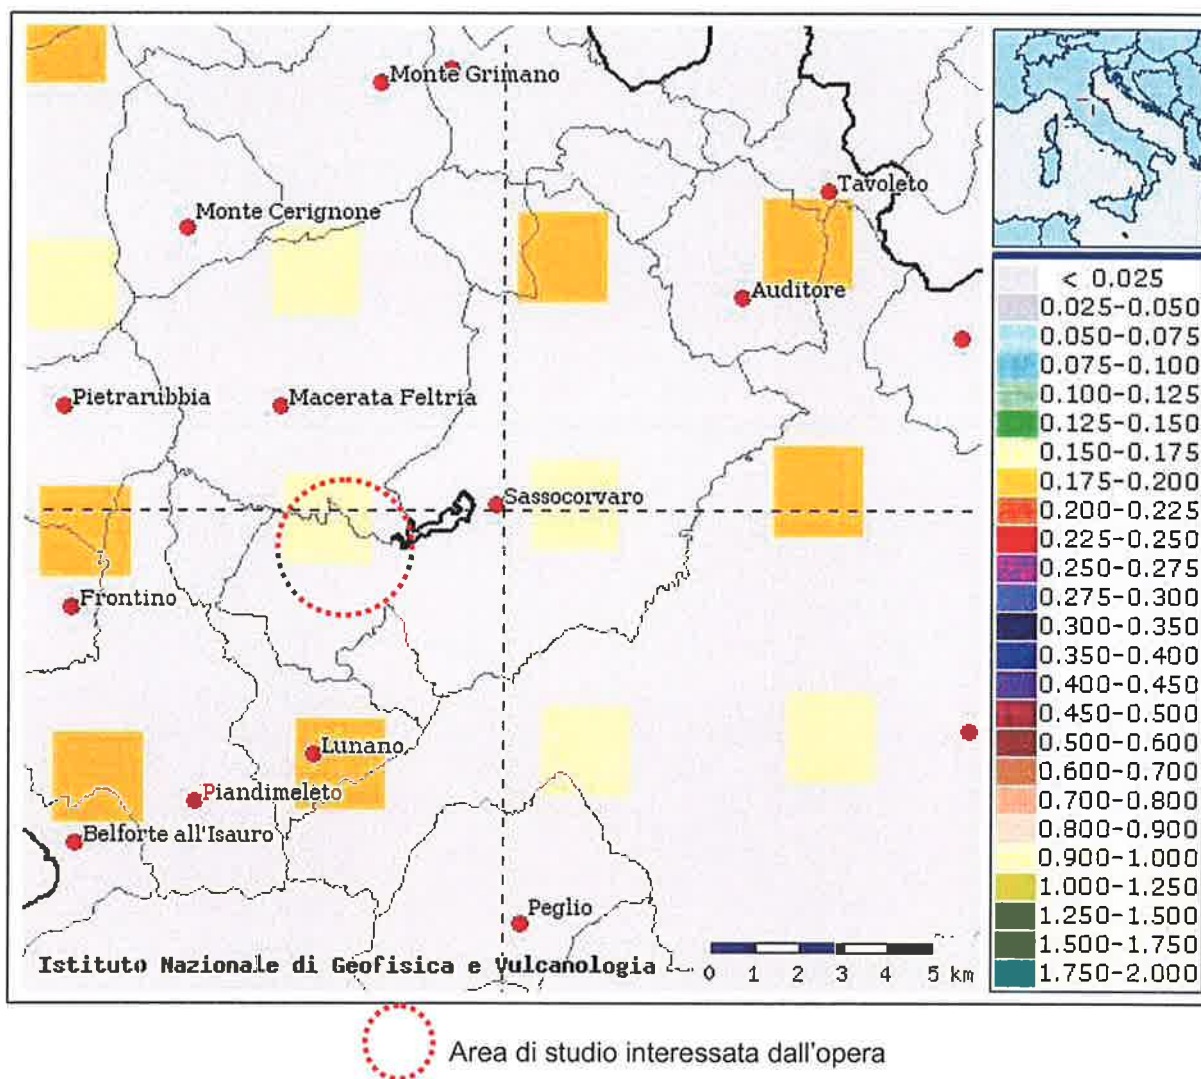 Monte Grimano
Tavoleto
Monte Cerignone
Auditore
Pietrarubbia
Macerata Feltria
Sassocorvaro
Frontino
Lunano
Piandimeleto
Belforte all'Isauro
Peglio
Istituto Nazionale di Geofisica e Vulcanologia
0 1 2 3 4 5 km
< 0.025
0.025-0.050
0.050-0.075
0.075-0.100
0.100-0.125
0.125-0.150
0.150-0.175
0.175-0.200
0.200-0.225
0.225-0.250
0.250-0.275
0.275-0.300
0.300-0.350
0.350-0.400
0.400-0.450
0.450-0.500
0.500-0.600
0.600-0.700
0.700-0.800
0.800-0.900
0.900-1.000
1.000-1.250
1.250-1.500
1.500-1.750
1.750-2.000
Area di studio interessata dall'opera